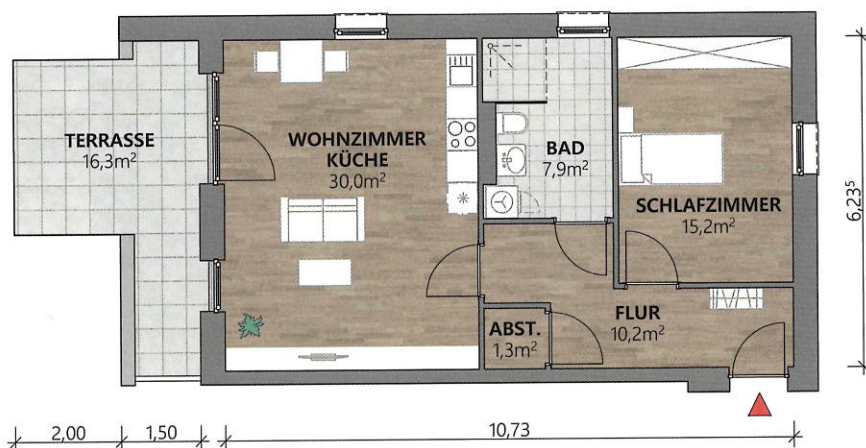 TERRASSE
16,3m²
WOHNZIMMER
KÜCHE
30,0m²
BAD
7,9m²
SCHLAFZIMMER
15,2m²
FLUR
10,2m²
ABST.
1,3m²
6,23⁵
2,00
1,50
10,73